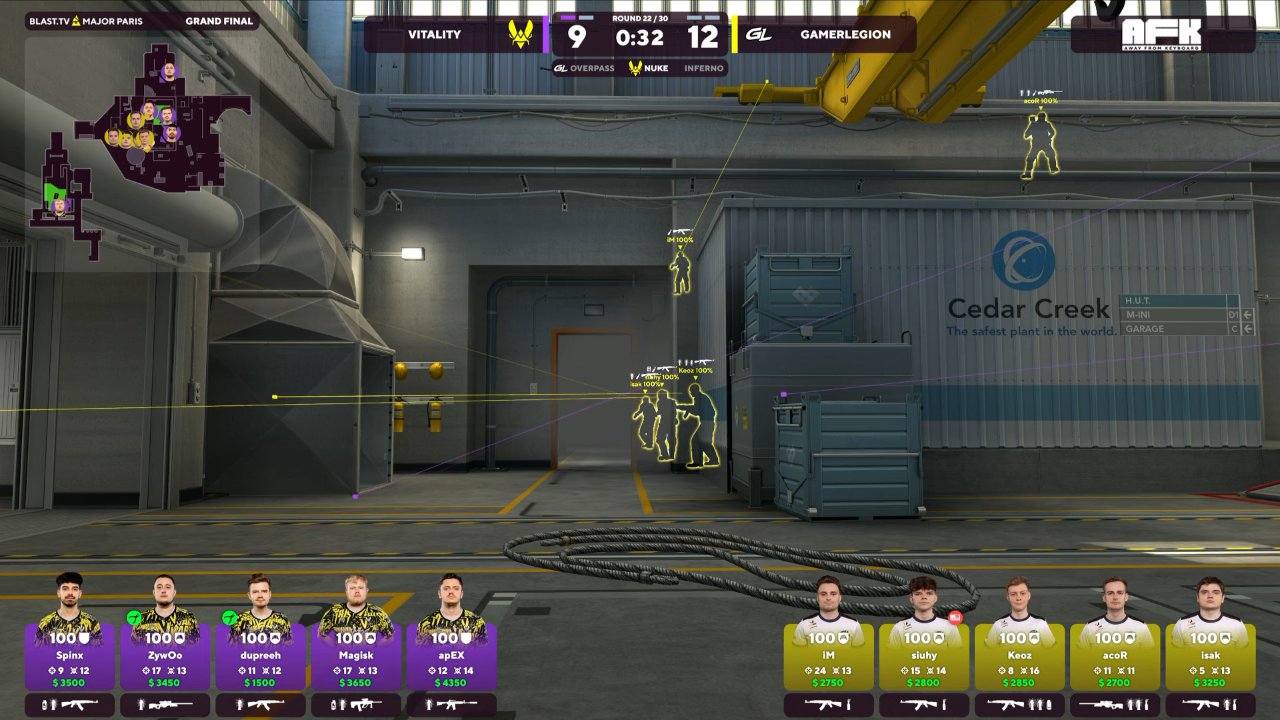 BLAST.TV MAJOR PARIS GRAND FINAL
VITALITY 9 ROUND 22 / 30 0:32 12 GL GAMERLEGION
GL OVERPASS NUKE INFERNO
AFK
AWAY FROM KEYBOARD
acoR 100%
iM 100%
Keoz 100%
isak 100%
Cedar Creek
The safest plant in the world.
H.U.T.
M-INI D1
GARAGE C
100 100 100 100 100 100 100 100 100 100
Spinx ZywOo dupreeh Magisk apEX iM siuhy Keoz acoR isak
9 12 17 13 11 12 17 13 12 14 24 13 15 14 8 16 11 11 5 13
$3500 $3450 $1500 $3650 $4350 $2750 $2800 $2850 $2700 $3250